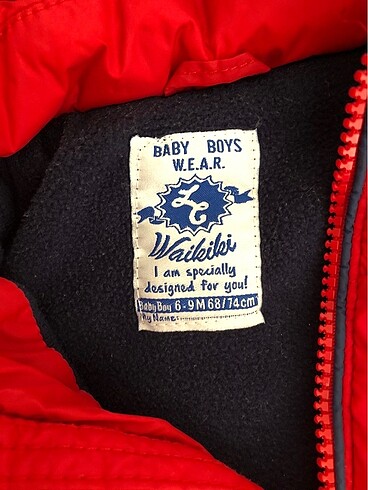 BABY BOYS
W.E.A.R.
LC
Waikiki
I am specially
designed for you!
Baby Boy 6-9M 68/74cm
My Name: